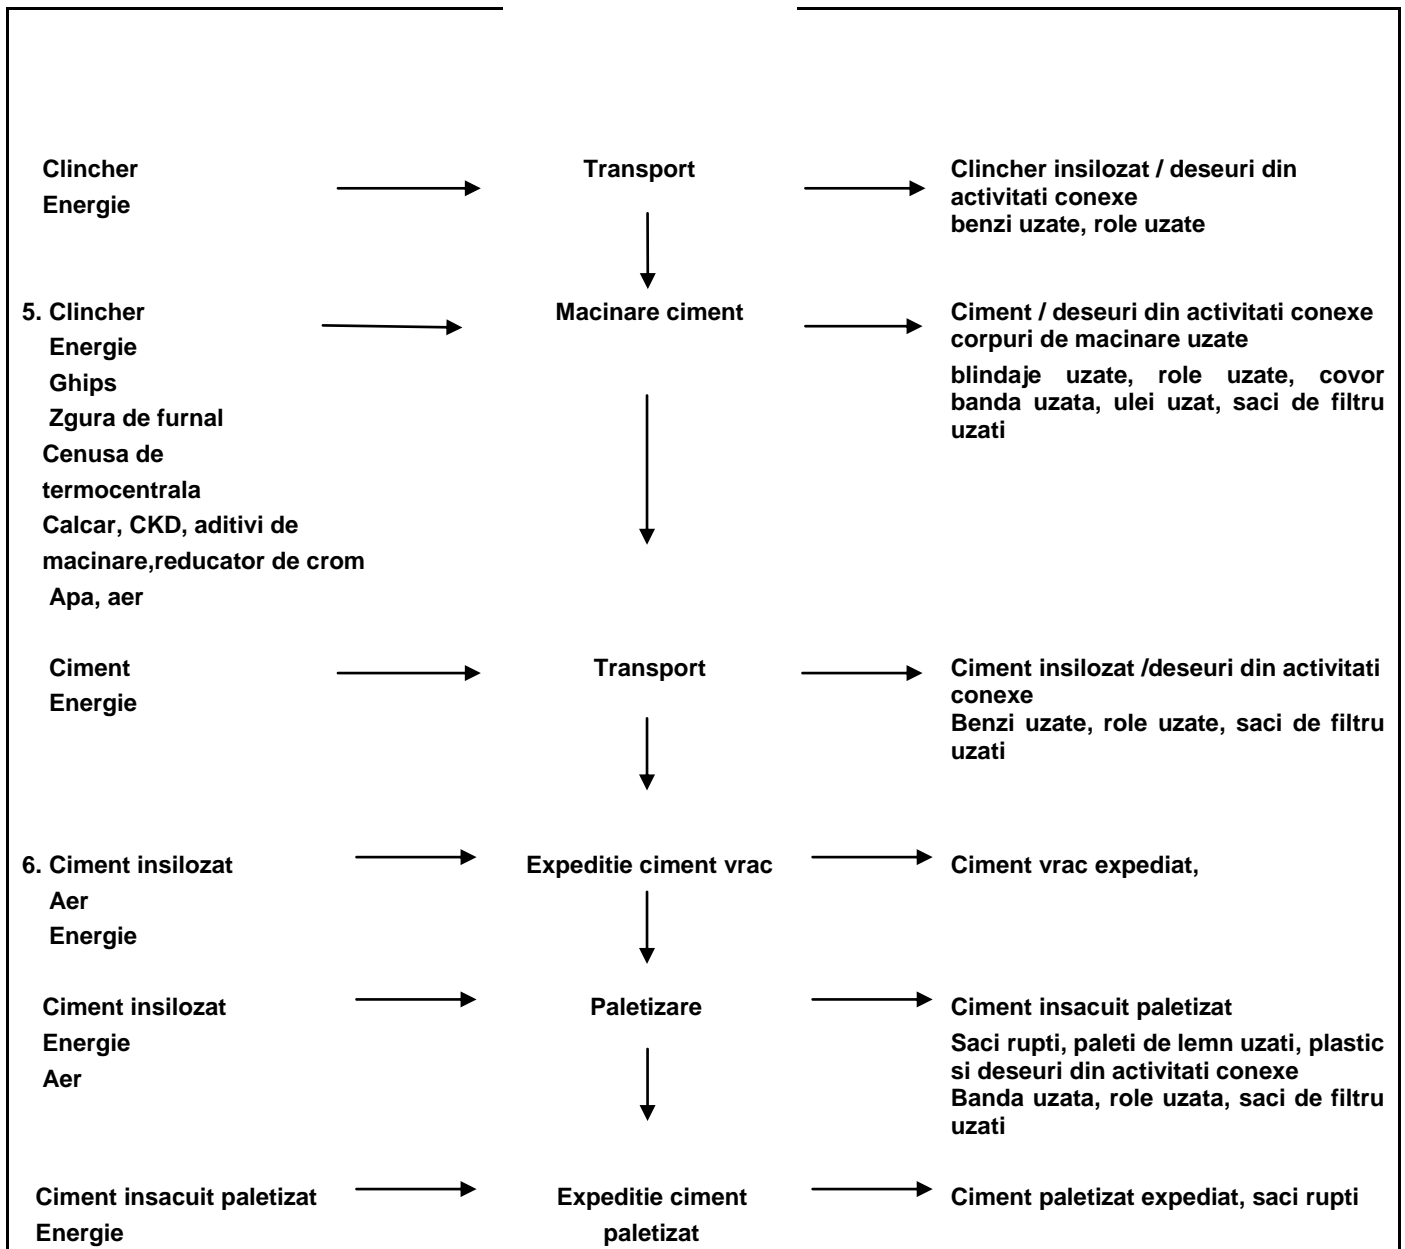 Clincher
Energie
Transport
Clincher insilozat / deseuri din
activitati conexe
benzi uzate, role uzate
5. Clincher
Energie
Ghips
Zgura de furnal
Cenusa de
termocentrala
Calcar, CKD, aditivi de
macinare,reducator de crom
Apa, aer
Macinare ciment
Ciment / deseuri din activitati conexe
corpuri de macinare uzate
blindaje uzate, role uzate, covor
banda uzata, ulei uzat, saci de filtru
uzati
Ciment
Energie
Transport
Ciment insilozat /deseuri din activitati
conexe
Benzi uzate, role uzate, saci de filtru
uzati
6. Ciment insilozat
Aer
Energie
Expeditie ciment vrac
Ciment vrac expediat,
Ciment insilozat
Energie
Aer
Paletizare
Ciment insacuit paletizat
Saci rupti, paleti de lemn uzati, plastic
si deseuri din activitati conexe
Banda uzata, role uzata, saci de filtru
uzati
Ciment insacuit paletizat
Energie
Expeditie ciment
paletizat
Ciment paletizat expediat, saci rupti